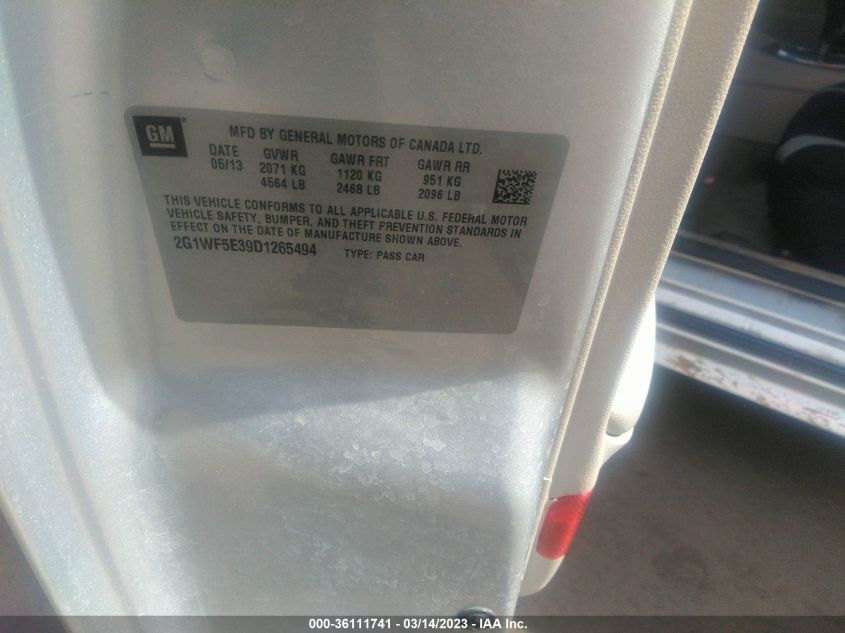 GM
MFD BY GENERAL MOTORS OF CANADA LTD.
DATE GVWR GAWR FRT GAWR RR
05/13 2071 KG 1120 KG 951 KG
4564 LB 2468 LB 2096 LB
THIS VEHICLE CONFORMS TO ALL APPLICABLE U.S. FEDERAL MOTOR
VEHICLE SAFETY, BUMPER, AND THEFT PREVENTION STANDARDS IN
EFFECT ON THE DATE OF MANUFACTURE SHOWN ABOVE.
2G1WF5E39D1265494 TYPE: PASS CAR
000-36111741 / 03/14/2023 - IAA Inc.